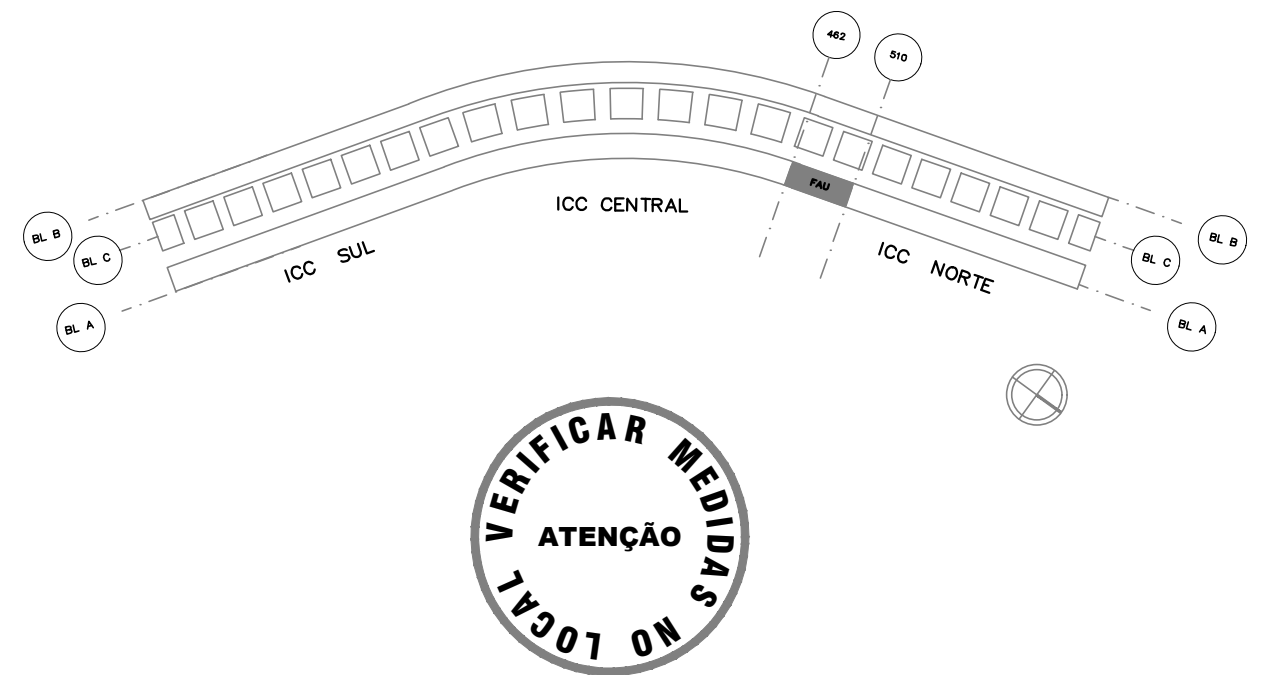 462
510
FAU
ICC CENTRAL
BL B
BL C
ICC SUL
BL A
ICC NORTE
BL B
BL C
BL A
VERIFICAR MEDIDAS NO LOCAL
ATENÇÃO